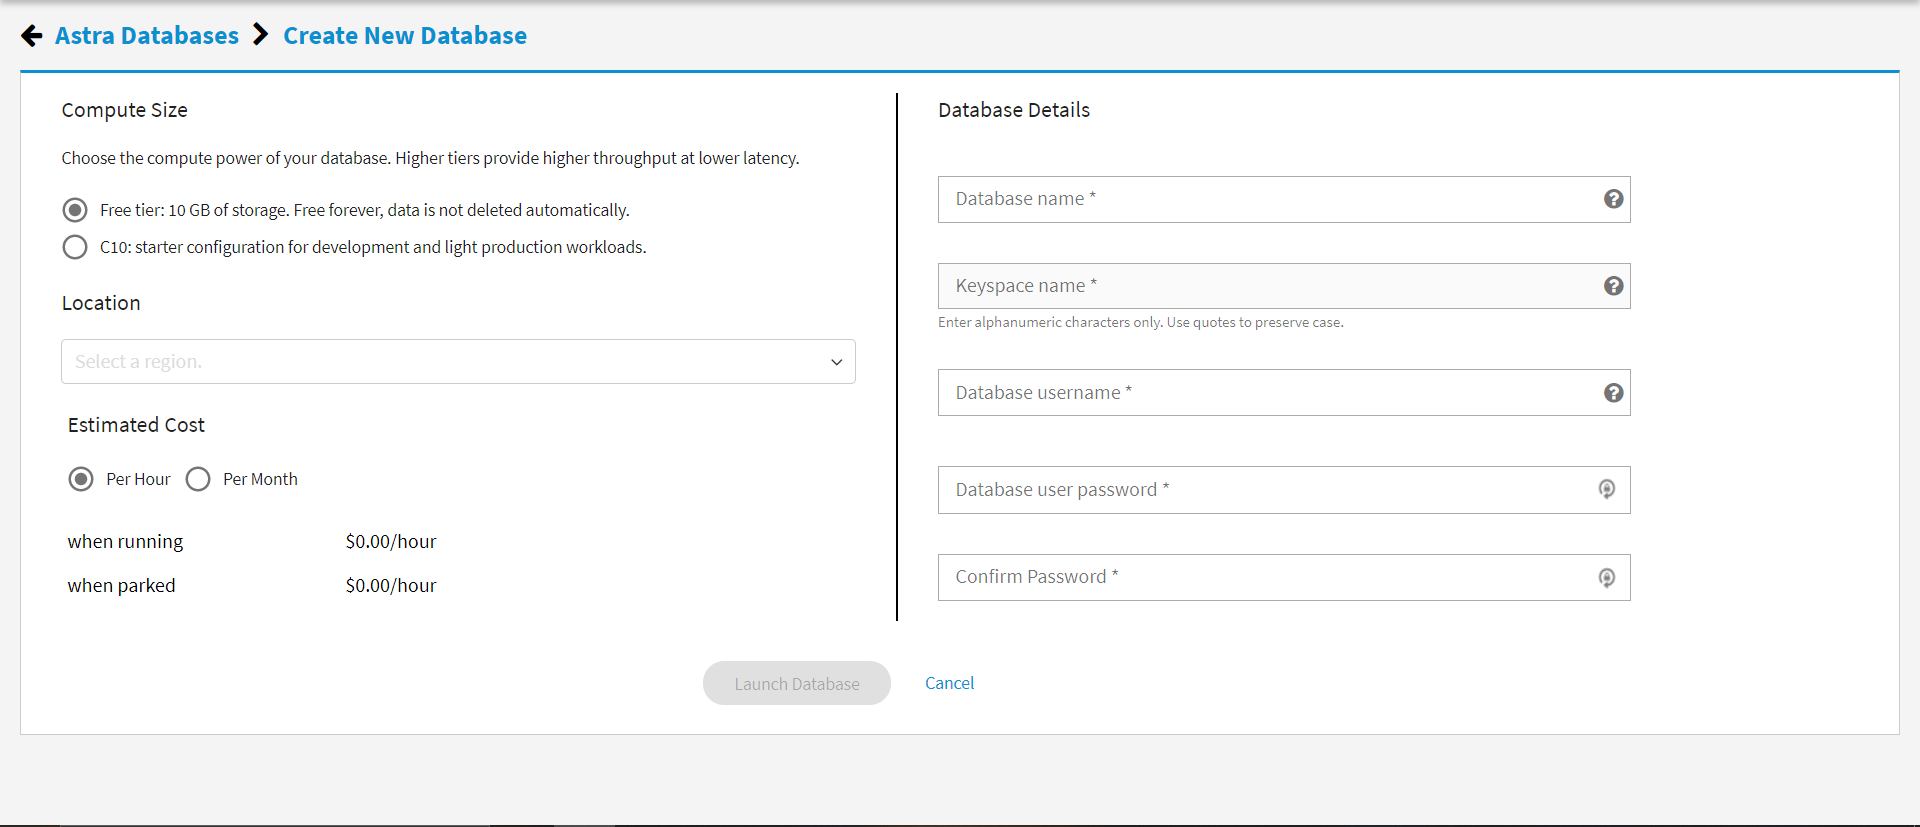 Astra Databases Create New Database
Compute Size
Choose the compute power of your database. Higher tiers provide higher throughput at lower latency.
Free tier: 10 GB of storage. Free forever, data is not deleted automatically.
C10: starter configuration for development and light production workloads.
Location
Select a region.
Estimated Cost
Per Hour Per Month
when running $0.00/hour
when parked $0.00/hour
Database Details
Database name *
Keyspace name *
Enter alphanumeric characters only. Use quotes to preserve case.
Database username *
Database user password *
Confirm Password *
Launch Database Cancel